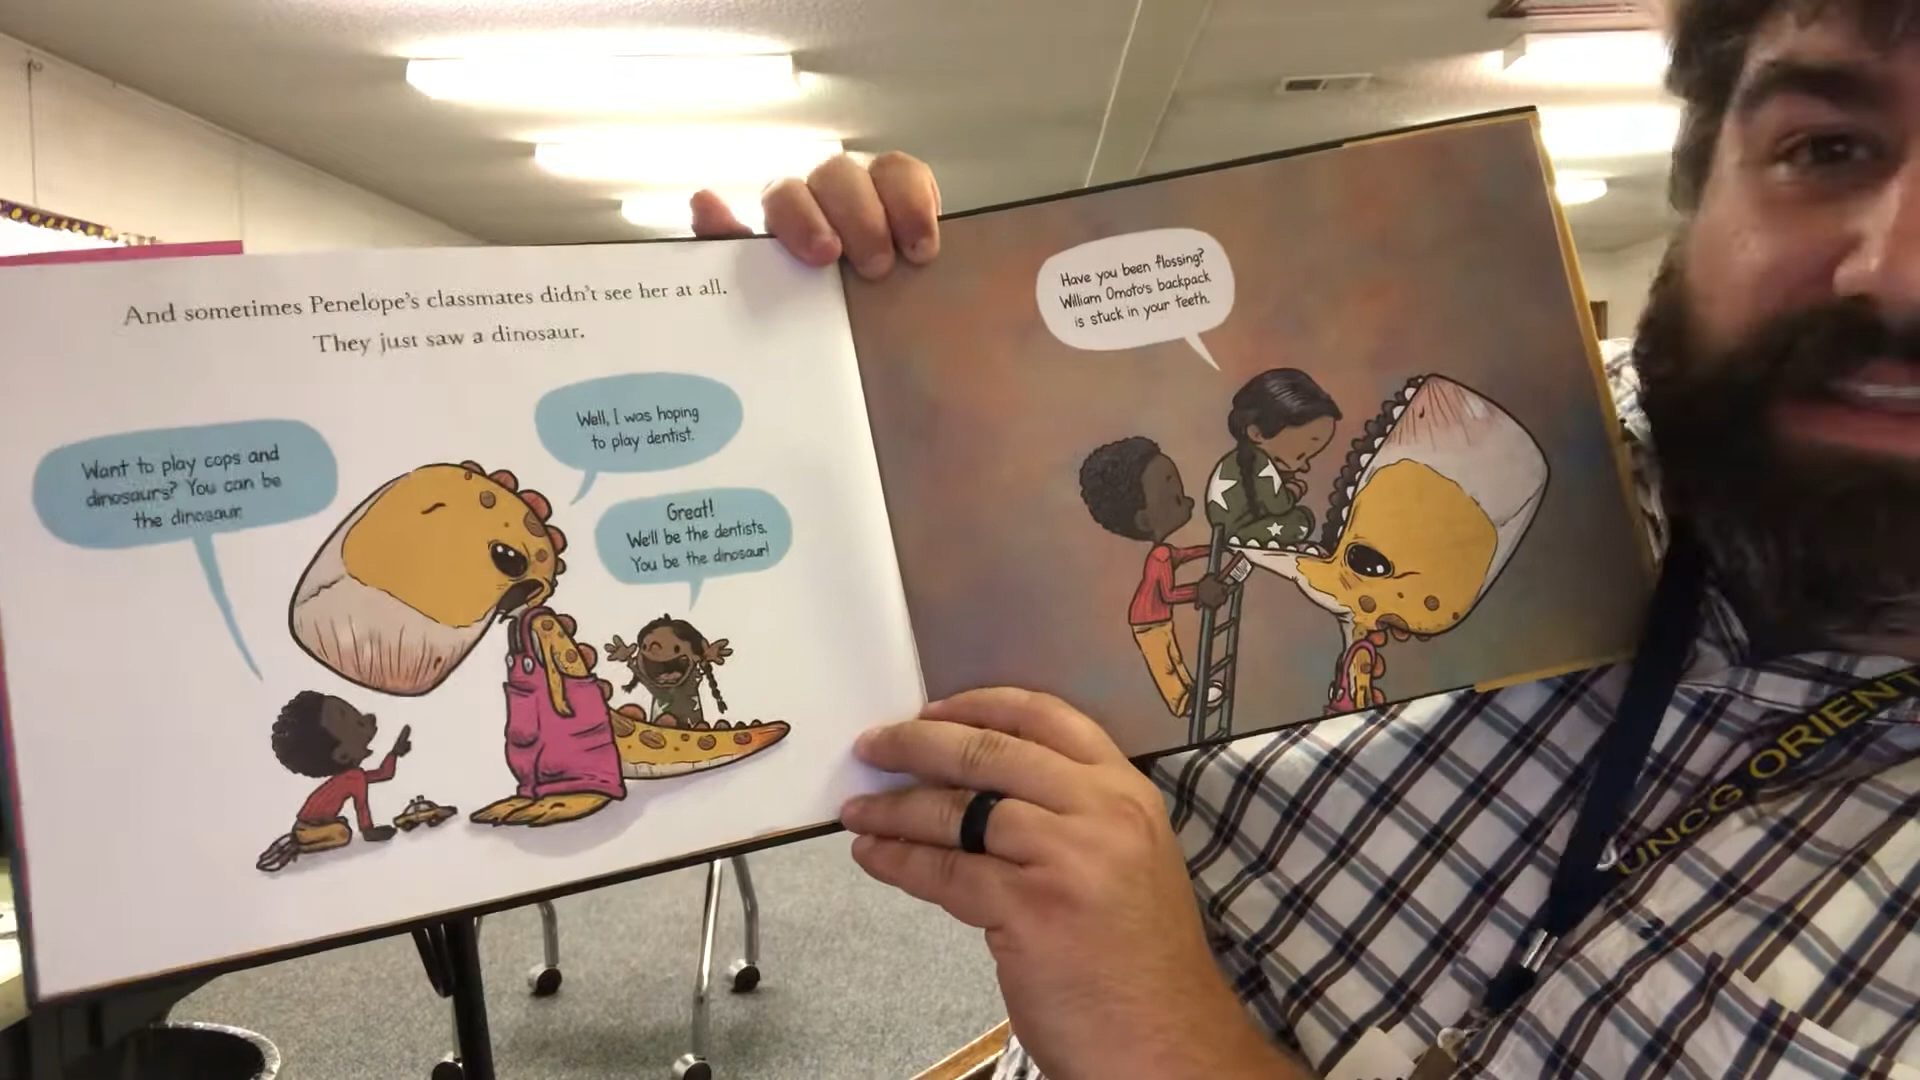 And sometimes Penelope's classmates didn't see her at all.
They just saw a dinosaur.
Want to play cops and
dinosaurs? You can be
the dinosaur.
Well, I was hoping
to play dentist.
Great!
We'll be the dentists.
You be the dinosaur!
Have you been flossing?
William Omoto's backpack
is stuck in your teeth.
UNCG ORIENT